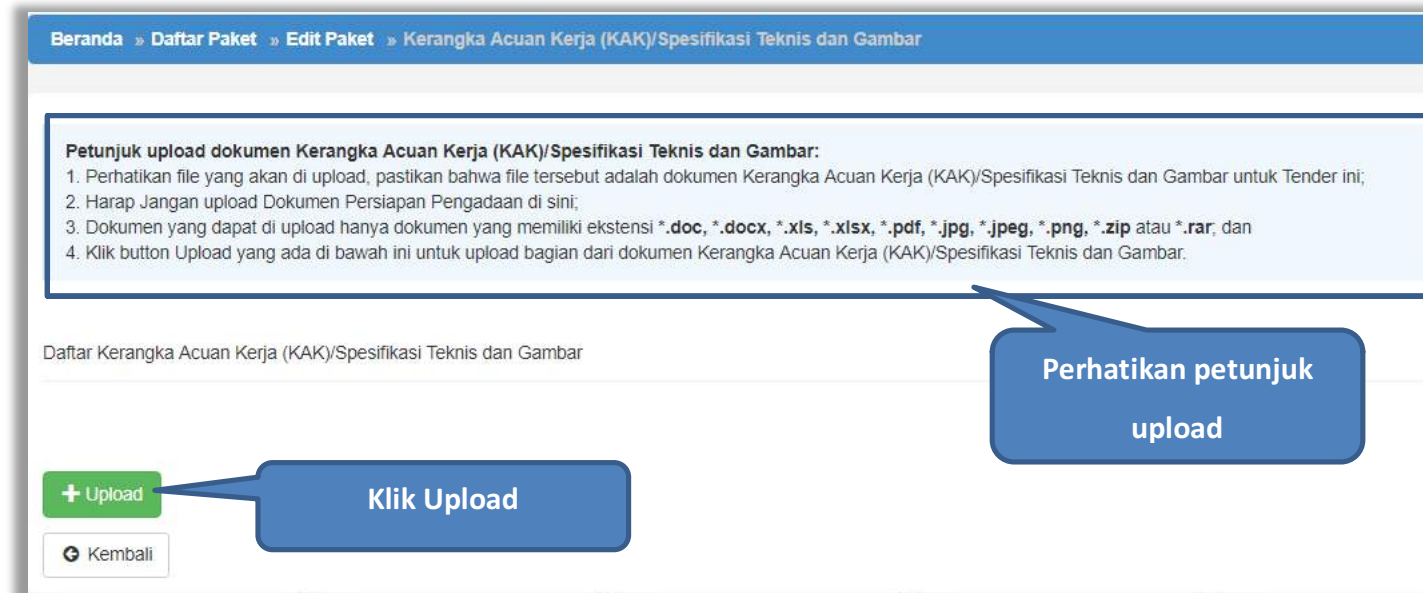 Beranda » Daftar Paket » Edit Paket » Kerangka Acuan Kerja (KAK)/Spesifikasi Teknis dan Gambar
Petunjuk upload dokumen Kerangka Acuan Kerja (KAK)/Spesifikasi Teknis dan Gambar:
1. Perhatikan file yang akan di upload, pastikan bahwa file tersebut adalah dokumen Kerangka Acuan Kerja (KAK)/Spesifikasi Teknis dan Gambar untuk Tender ini;
2. Harap Jangan upload Dokumen Persiapan Pengadaan di sini;
3. Dokumen yang dapat di upload hanya dokumen yang memiliki ekstensi *.doc, *.docx, *.xls, *.xlsx, *.pdf, *.jpg, *.jpeg, *.png, *.zip atau *.rar; dan
4. Klik button Upload yang ada di bawah ini untuk upload bagian dari dokumen Kerangka Acuan Kerja (KAK)/Spesifikasi Teknis dan Gambar.
Daftar Kerangka Acuan Kerja (KAK)/Spesifikasi Teknis dan Gambar
Perhatikan petunjuk
upload
+ Upload
Klik Upload
Kembali